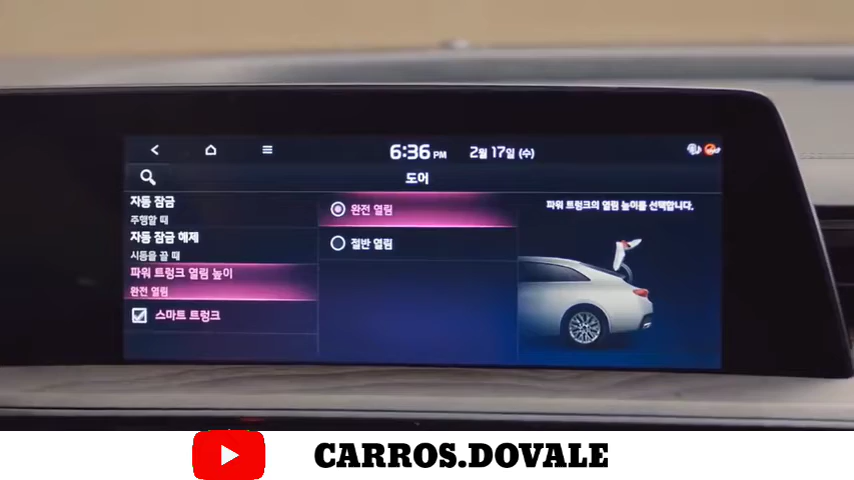 6:36 PM 2월 17일 (수)
도어
자동 잠금
주행할 때
자동 잠금 해제
시동을 끌 때
파워 트렁크 열림 높이
완전 열림
스마트 트렁크
완전 열림
절반 열림
파워 트렁크의 열림 높이를 선택합니다.
CARROS.DOVALE